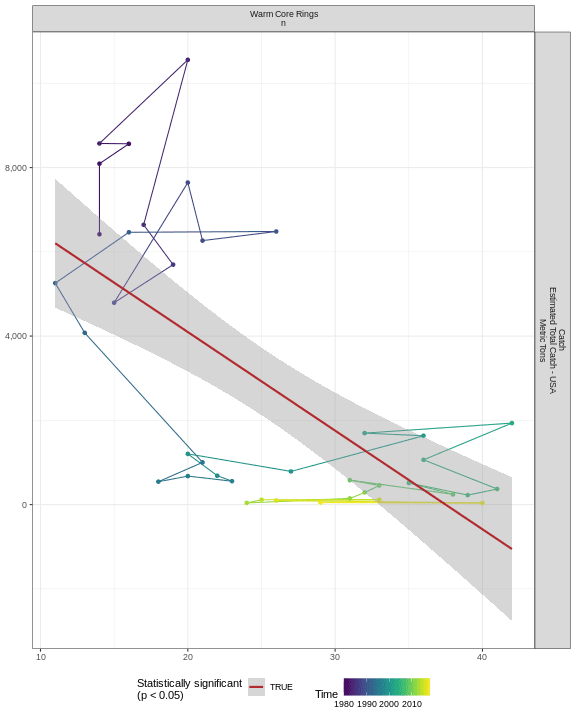 Warm Core Rings
n
8,000
4,000
0
10
20
30
40
Catch
Estimated Total Catch - USA
Metric Tons
Statistically significant
(p < 0.05)
TRUE
Time
1980 1990 2000 2010